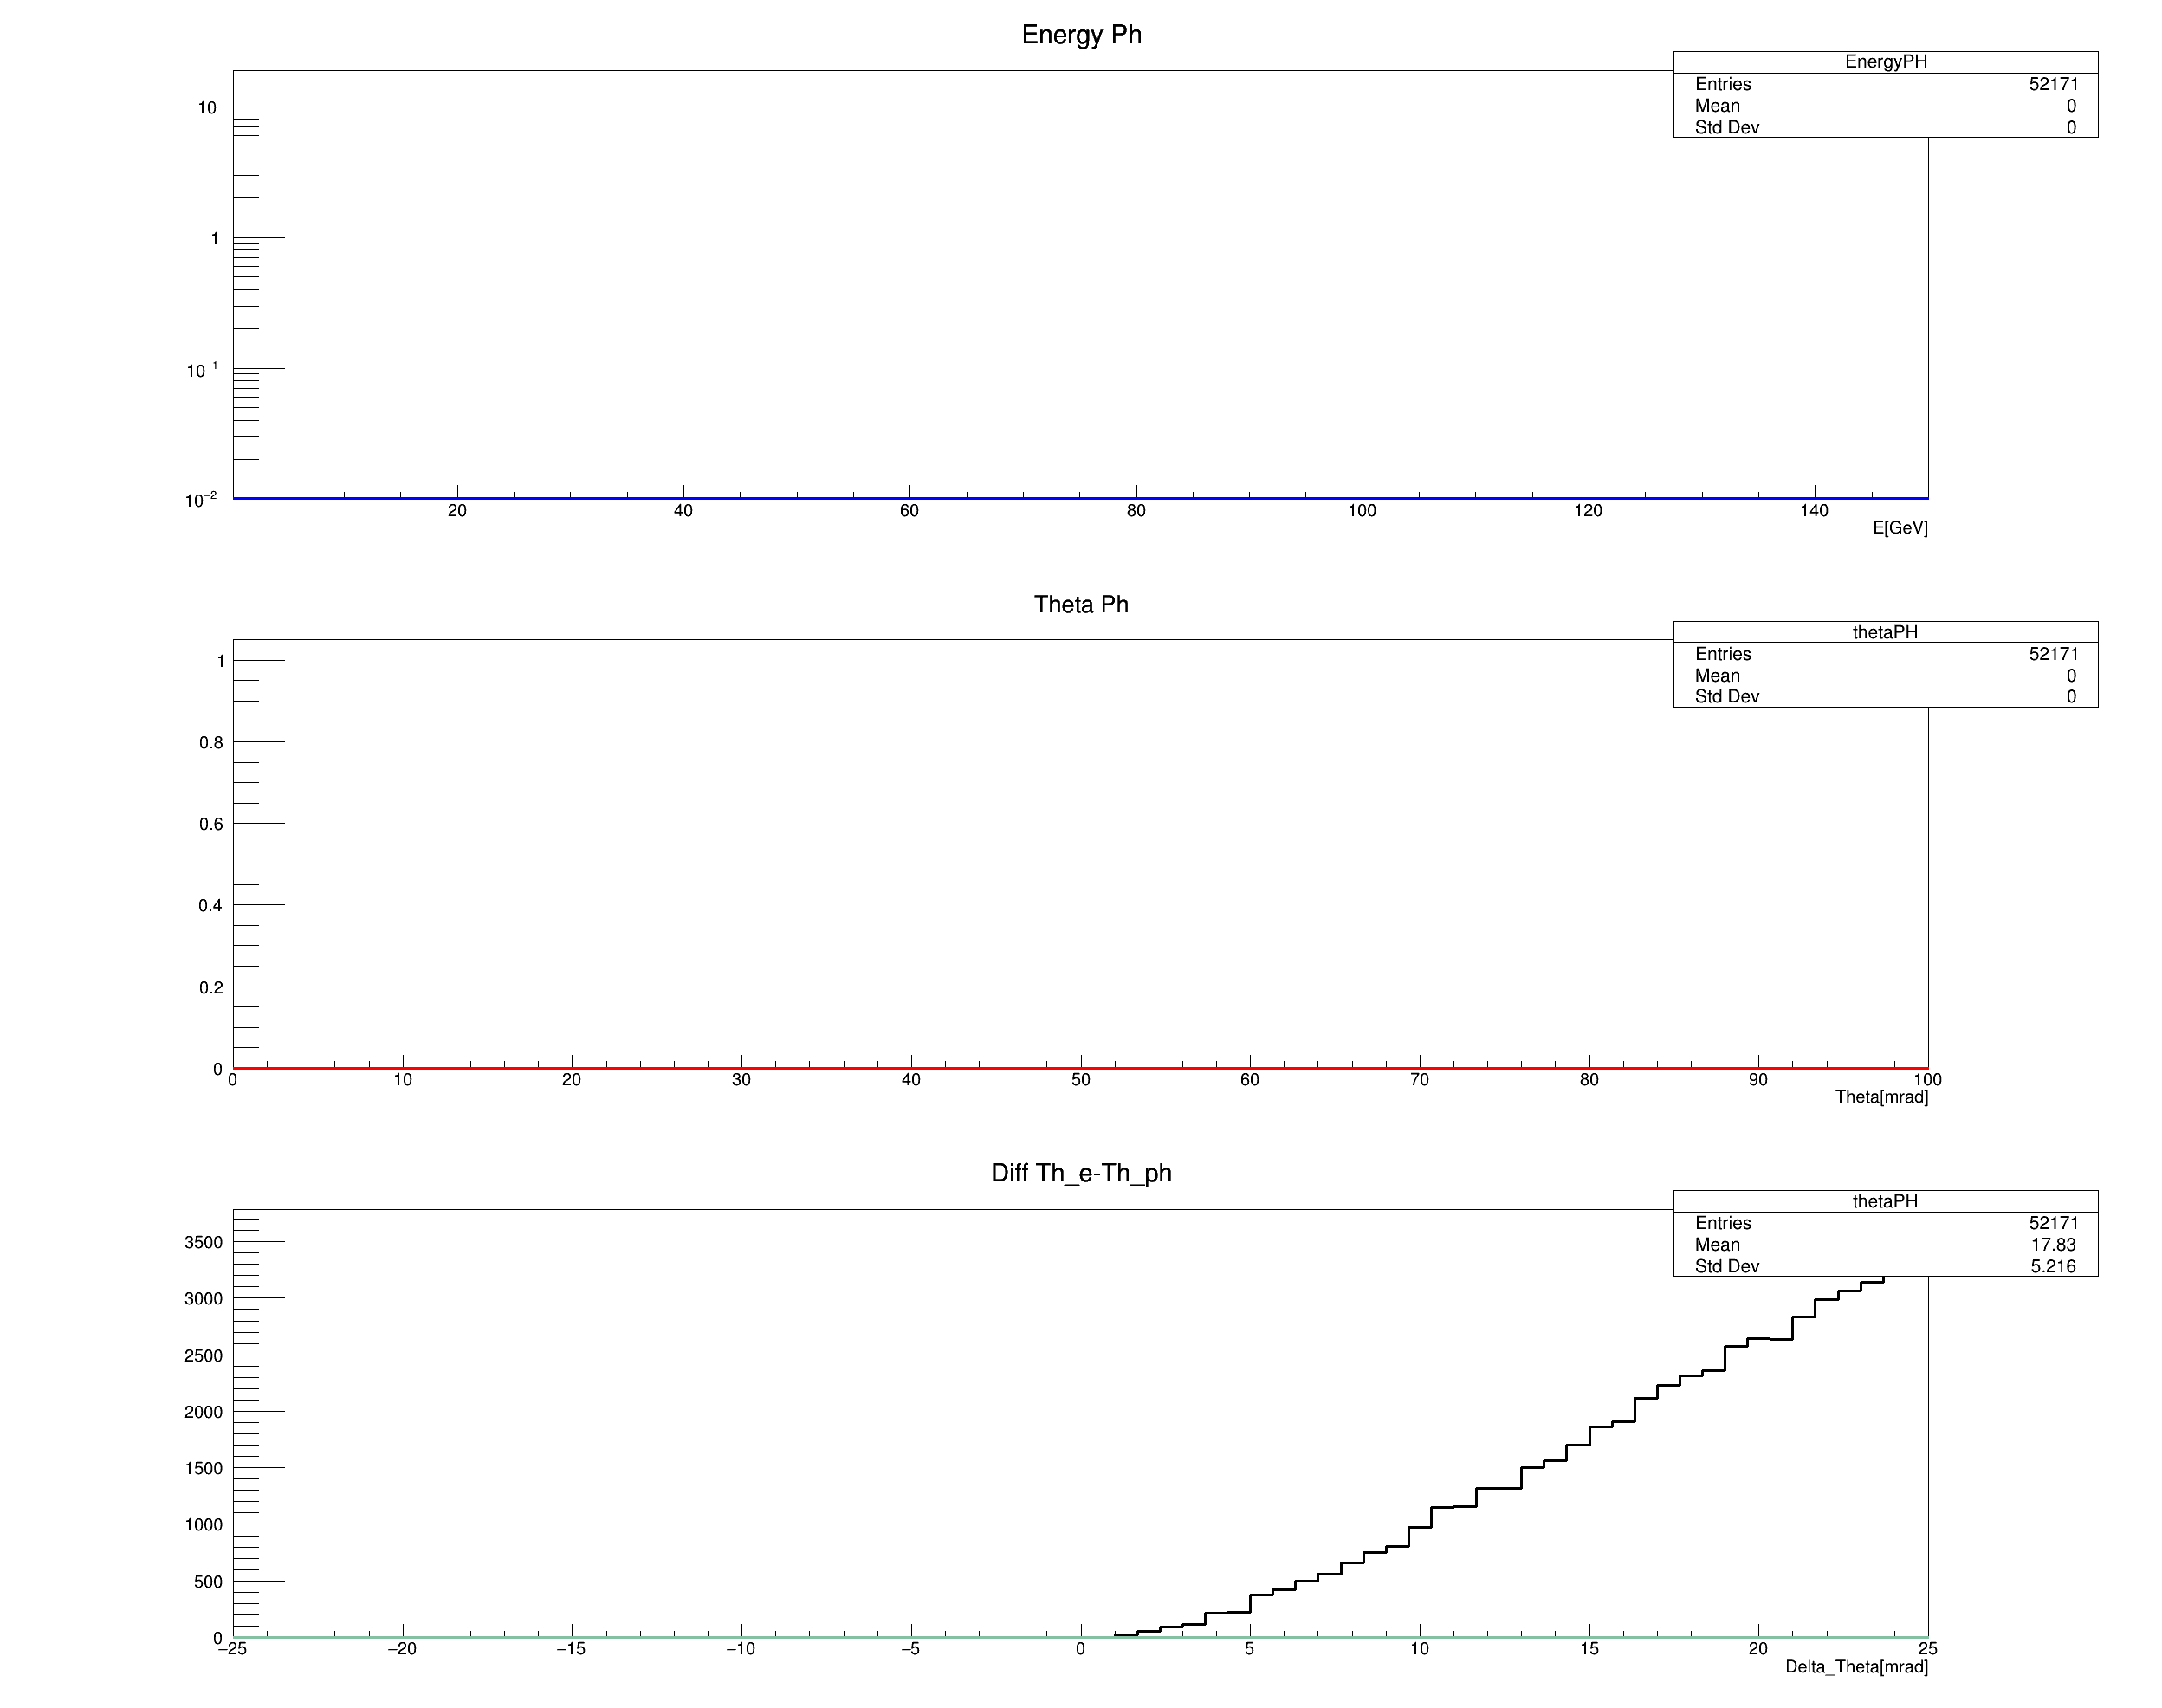 Energy Ph
EnergyPH
Entries 52171
Mean 0
Std Dev 0
10
1
10⁻¹
10⁻²
20 40 60 80 100 120 140
E[GeV]
Theta Ph
thetaPH
Entries 52171
Mean 0
Std Dev 0
1
0.8
0.6
0.4
0.2
0
0 10 20 30 40 50 60 70 80 90 100
Theta[mrad]
Diff Th_e-Th_ph
thetaPH
Entries 52171
Mean 17.83
Std Dev 5.216
3500
3000
2500
2000
1500
1000
500
0
−25 −20 −15 −10 −5 0 5 10 15 20 25
Delta_Theta[mrad]